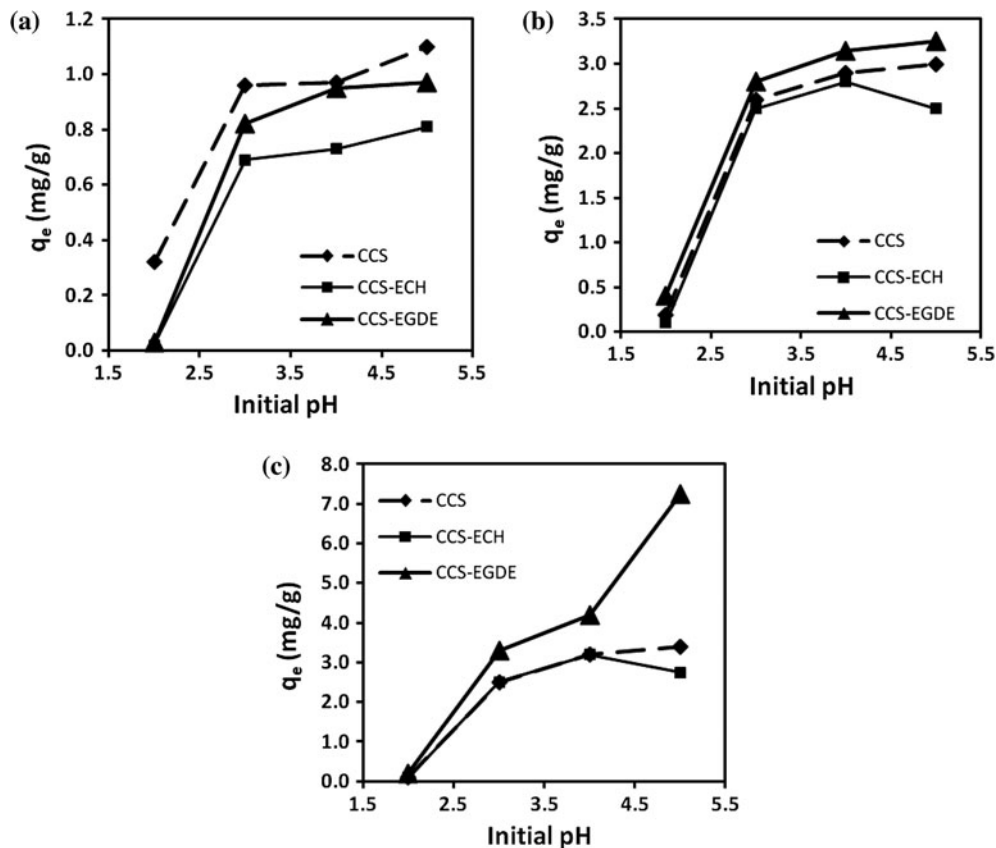 (a)
1.2
1.0
0.8
0.6
0.4
0.2
0.0
qe (mg/g)
CCS
CCS-ECH
CCS-EGDE
1.5 2.5 3.5 4.5 5.5
Initial pH
(b)
3.5
3.0
2.5
2.0
1.5
1.0
0.5
0.0
qe (mg/g)
CCS
CCS-ECH
CCS-EGDE
1.5 2.5 3.5 4.5 5.5
Initial pH
(c)
8.0
7.0
6.0
5.0
4.0
3.0
2.0
1.0
0.0
qe (mg/g)
CCS
CCS-ECH
CCS-EGDE
1.5 2.5 3.5 4.5 5.5
Initial pH